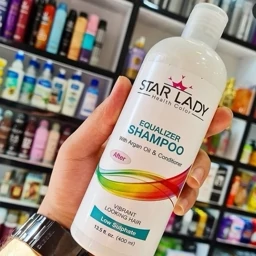 STAR LADY
Health Color
EQUALIZER
SHAMPOO
With Argan Oil & Conditioner
After
VIBRANT
LOOKING HAIR
Low Sulphate
13.5 fl. oz. (400 ml)